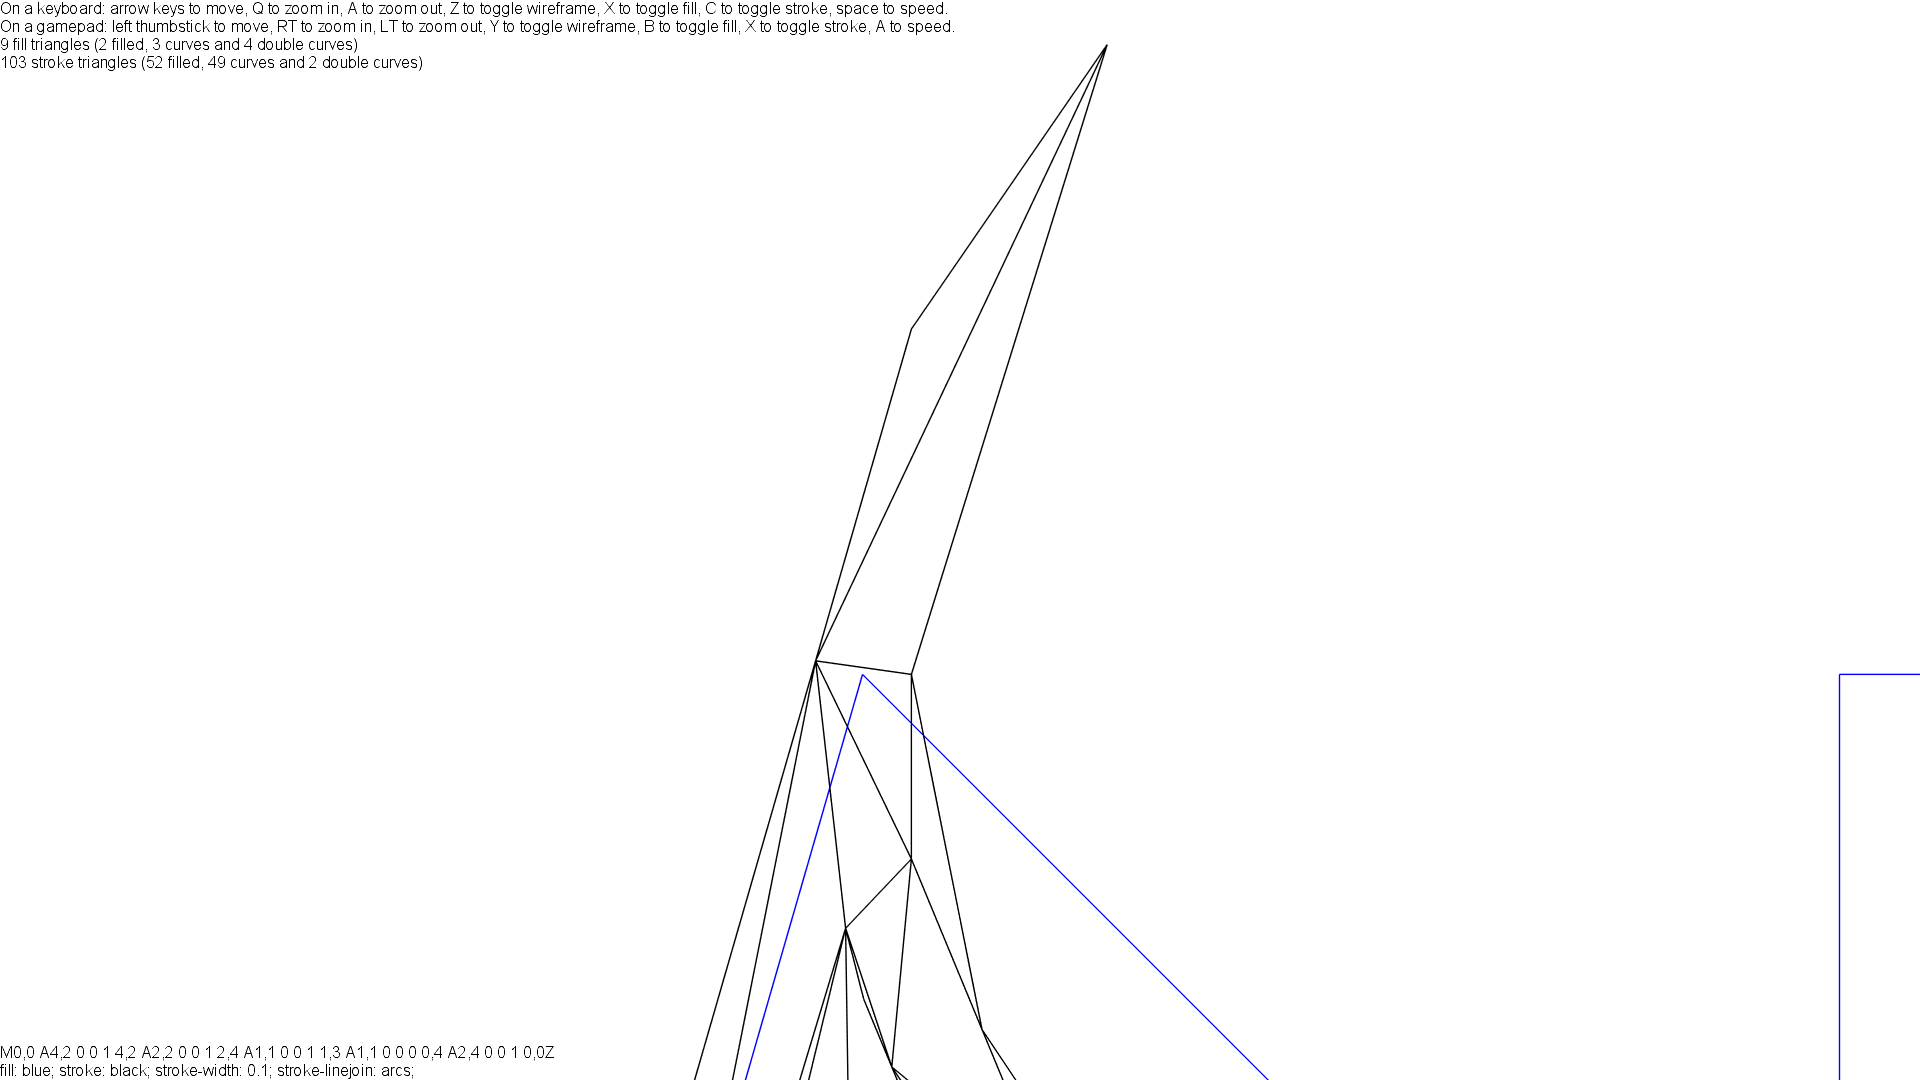 On a keyboard: arrow keys to move, Q to zoom in, A to zoom out, Z to toggle wireframe, X to toggle fill, C to toggle stroke, space to speed.
On a gamepad: left thumbstick to move, RT to zoom in, LT to zoom out, Y to toggle wireframe, B to toggle fill, X to toggle stroke, A to speed.
9 fill triangles (2 filled, 3 curves and 4 double curves)
103 stroke triangles (52 filled, 49 curves and 2 double curves)
M0,0 A4,2 0 0 1 4,2 A2,2 0 0 1 2,4 A1,1 0 0 1 1,3 A1,1 0 0 0 0,4 A2,4 0 0 1 0,0Z
fill: blue; stroke: black; stroke-width: 0.1; stroke-linejoin: arcs;